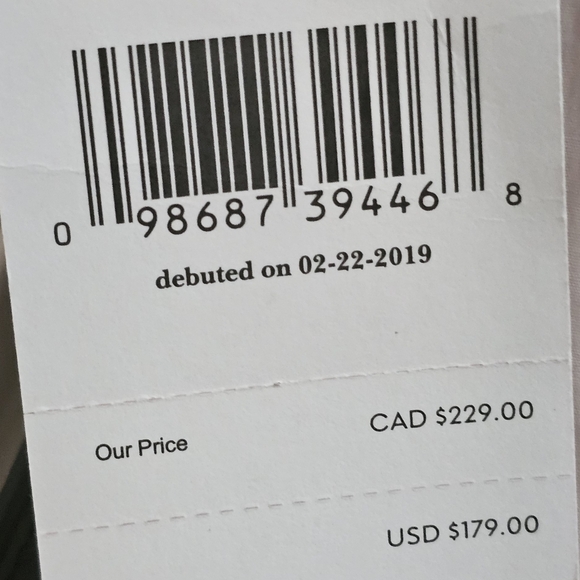 0 98687 39446 8
debuted on 02-22-2019
CAD $229.00
Our Price
USD $179.00